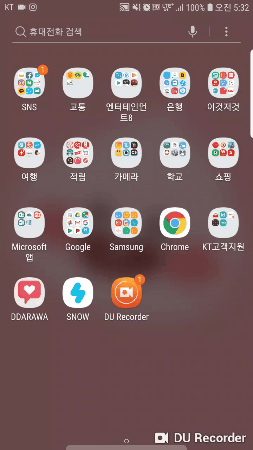 KT 100% 오전 5:32
휴대전화 검색
SNS 교통 엔터테인먼 은행 이것저것
트8
여행 적립 카메라 학교 쇼핑
Microsoft Google Samsung Chrome KT고객지원
앱
DDARAWA SNOW DU Recorder
DU Recorder